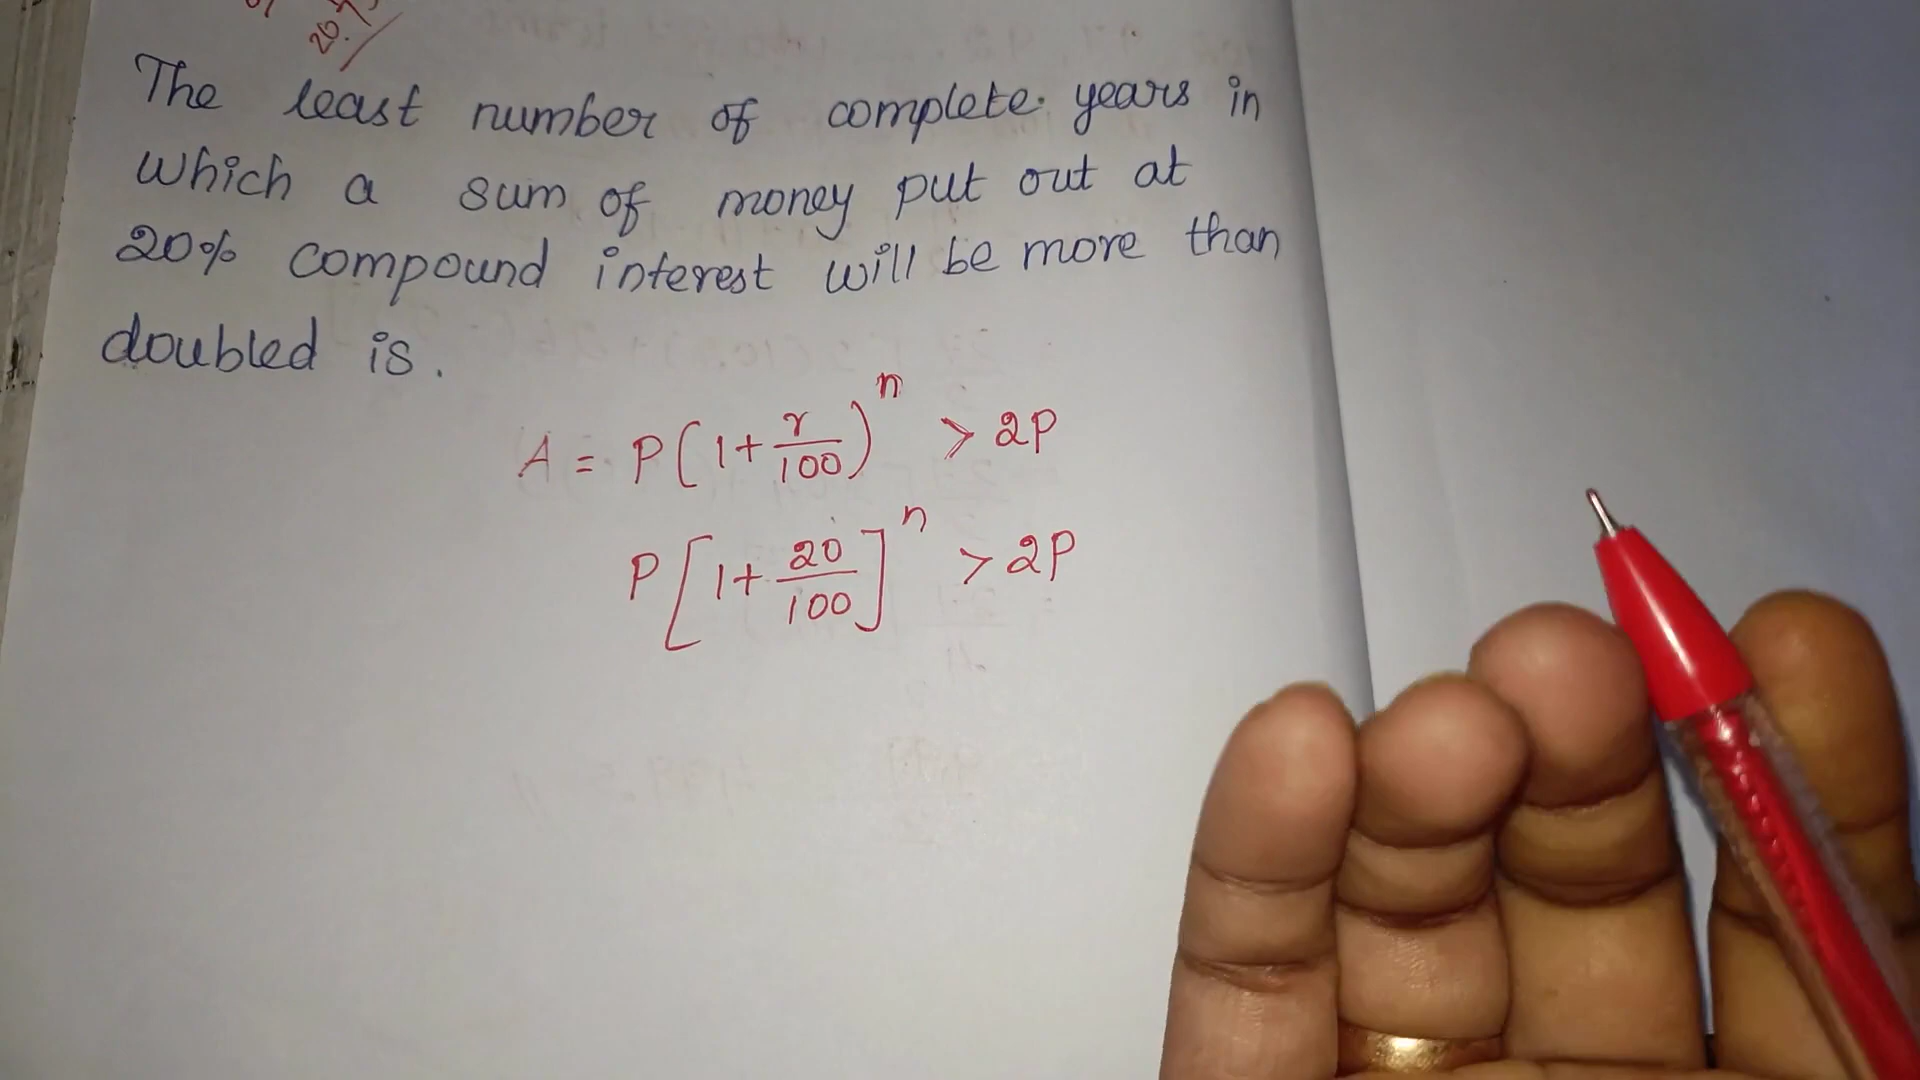 20.
The least number of complete. years in
which a sum of money put out at
20% compound interest will be more than
doubled is.
A = P(1+r/100)^n > 2P
P[1+20/100]^n > 2P